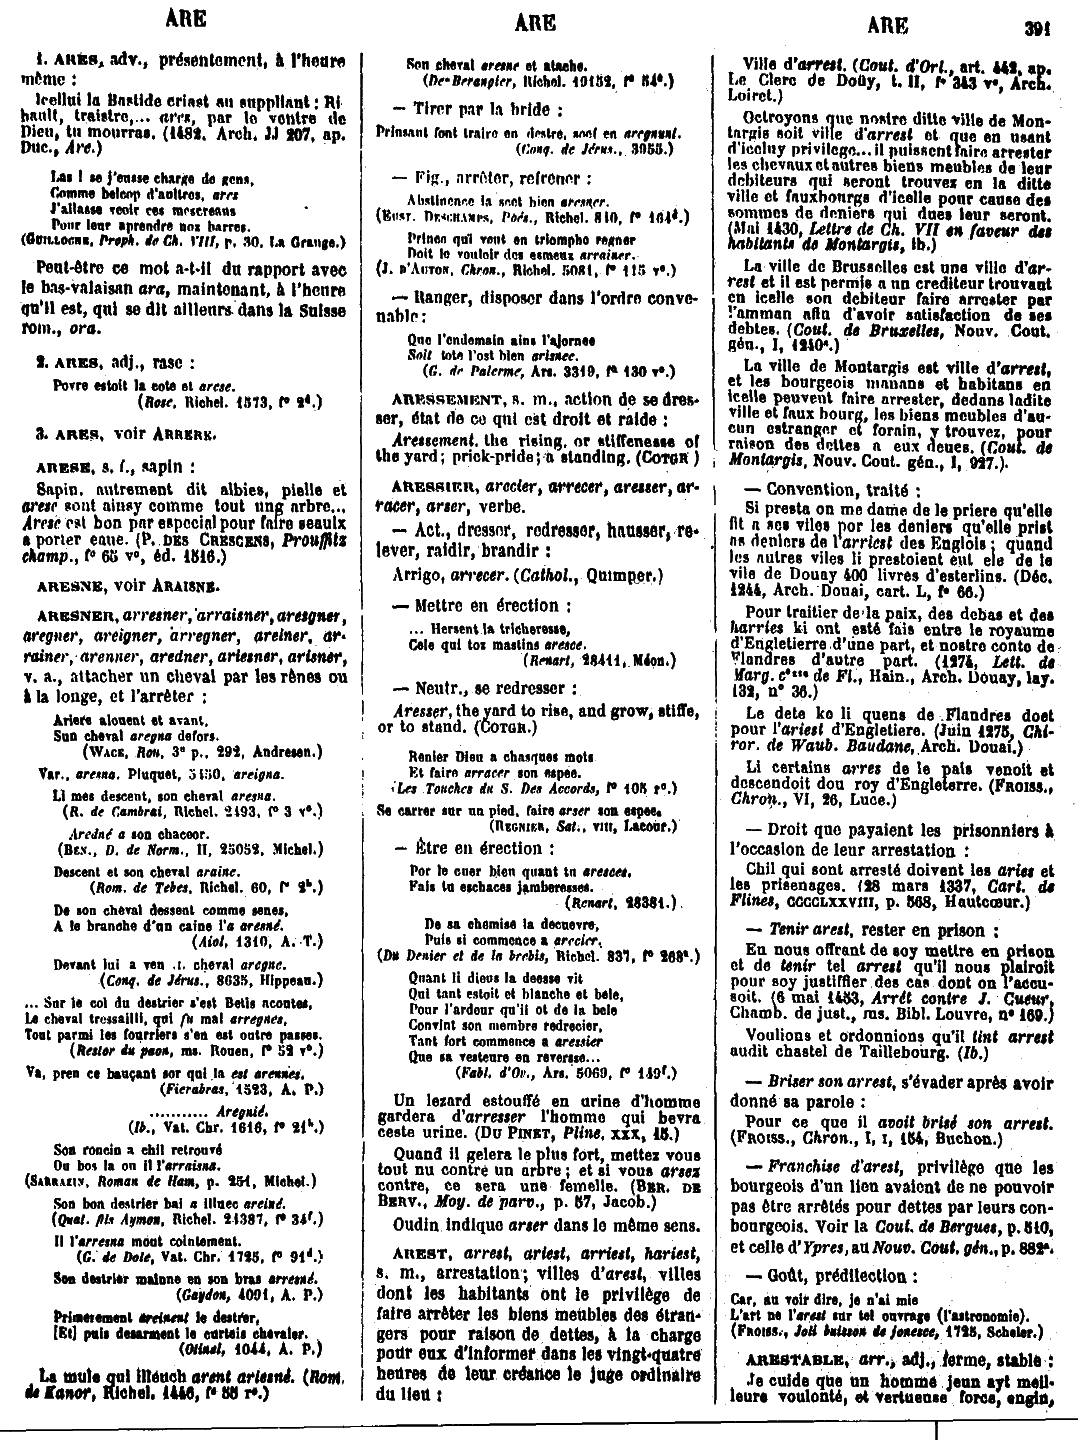 ARE
ARE
ARE
391
1. ARES, adv., présentement, à l'heure
même :
Icellui la Bastide criast au suppliant : Ri
bault, traistre,... ares, par le ventre de
Dieu, tu mourras. (1482, Arch. JJ 207, ap.
Duc., Are.)
Las ! se j'eusse charge de gens,
Comme belcop d'aultres, ares
J'allasse veoir ces mescreans
Pour leur aprendre noz barres.
(GUILLOCHE, Proph. de Ch. VIII, p. 30, La Grange.)
Peut-être ce mot a-t-il du rapport avec
le bas-valaisan ara, maintenant, à l'heure
qu'il est, qui se dit ailleurs dans la Suisse
rom., ora.
2. ARES, adj., rasé :
Povre estoit la cote et arese.
(Rose, Richel. 1573, f° 2d.)
3. ARES, voir ARRERE.
ARESE, s. f., sapin :
Sapin, autrement dit albies, pielle et
arese sont ainsy comme tout ung arbre...
Arese est bon par especial pour faire seaulx
a porter eaue. (P. DES CRESCENS, Prouffitz
champ., f° 65 v°, éd. 1516.)
ARESNE, voir ARAISNE.
ARESNER, arresner, arraisner, aresgner,
aregner, areigner, arregner, areiner, ar-
rainer, arenner, aredner, ariesner, arisner,
v. a., attacher un cheval par les rênes ou
à la longe, et l'arrêter :
Ariere alouent et avant,
Sun cheval aregna defors.
(WACE, Rou, 3e p., 292, Andresen.)
Var., aresna. Pluquet, 5450, areigna.
Li mes descent, son cheval aresna.
(R. de Cambrai, Richel. 2493, f° 3 v°.)
Aredné a son chaceor.
(BEN., D. de Norm., II, 25052, Michel.)
Descent et son cheval araine.
(Rom. de Tebes, Richel. 60, f° 2b.)
De son cheval dessent comme senes,
A le branche d'un caine l'a aresné.
(Aiol, 1310, A. T.)
Devant lui a veu .I. cheval aregne.
(Conq. de Jérus., 8635, Hippeau.)
... Sur le col du destrier s'est Betis acoutes,
Le cheval tressailli, qui fu mal arregnes,
Tout parmi les fourriers s'en est outre passes.
(Restor du paon, ms. Rouen, f° 52 v°.)
Va, pren ce bauçant sor qui la est arennes.
(Fierabras, 1523, A. P.)
........... Aregnié.
(Ib., Vat. Chr. 1616, f° 21b.)
Son roncin a chil retrouvé
Ou bos la ou il l'arraisna.
(SARRAZIN, Roman de Ham, p. 251, Michel.)
Son bon destrier bai a illuec areiné.
(Quat. fils Aymon, Richel. 24387, f° 34f.)
Il l'arresna mout cointement.
(G. de Dole, Vat. Chr. 1725, f° 91d.)
Son destrier mainne en son bras arresné.
(Gaydon, 4091, A. P.)
Primerement areinent le destrer,
[Et] puis desarment le curteis chevaler.
(Otinel, 1044, A. P.)
La mule qui illeuch arent ariesné. (Rom.
de Kanor, Richel. 1446, f° 55 r°.)
Son cheval aresne et atache.
(De Berangier, Richel. 19152, f° 54c.)
— Tirer par la bride :
Prinsant font traire en destre, soef en aregnant.
(Conq. de Jérus., 3955.)
— Fig., arrêter, refrener :
Abstinence la soet bien aresner.
(EUST. DESCHAMPS, Poés., Richel. 840, f° 164d.)
Prince qui veut en triomphe regner
Doit le vouloir des esmeuz arrainer.
(J. D'AUTON, Chron., Richel. 5081, f° 115 v°.)
— Ranger, disposer dans l'ordre conve-
nable :
Que l'endemain ains l'ajornee
Soit tote l'ost bien arisnee.
(G. de Palerme, Ars. 3319, f° 130 v°.)
ARESSEMENT, s. m., action de se dres-
ser, état de ce qui est droit et raide :
Aressement, the rising, or stiffenesse of
the yard; prick-pride; a standing. (COTGR.)
ARESSIER, arecier, arrecer, aresser, ar-
racer, arser, verbe.
— Act., dresser, redresser, hausser, re-
lever, raidir, brandir :
Arrigo, arrecer. (Cathol., Quimper.)
— Mettre en érection :
... Hersent la tricheresse,
Cele qui toz mastins aresce.
(Renart, 28411, Méon.)
— Neutr., se redresser :
Aresser, the yard to rise, and grow, stiffe,
or to stand. (COTGR.)
Renier Dieu a chasques mots
Et faire arracer son espee.
(Les Touches du S. Des Accords, f° 105 r°.)
Se carrer sur un pied, faire arser son espee.
(REGNIER, Sat., VIII, Lacour.)
— Être en érection :
Por le cuer bien quant tu aresces,
Fais tu eschaces jamberesses.
(Renart, 28381.)
De sa chemise la decuevre,
Puis si commence a arecier.
(Du Denier et de la brebis, Richel. 837, f° 268c.)
Quant li dieus la deesse vit
Qui tant estoit et blanche et bele,
Pour l'ardeur qu'il ot de la bele
Convint son membre redrecier,
Tant fort commence a aressier
Que sa vesteure en reversse...
(Fabl. d'Ov., Ars. 5069, f° 149f.)
Un lezard estouffé en urine d'homme
gardera d'arresser l'homme qui bevra
ceste urine. (DU PINET, Pline, XXX, 15.)
Quand il gelera le plus fort, mettez vous
tout nu contre un arbre ; et si vous arsez
contre, ce sera une femelle. (BER. DE
BERV., Moy. de parv., p. 57, Jacob.)
Oudin indique arser dans le même sens.
AREST, arrest, ariest, arriest, hariest,
s. m., arrestation; villes d'arest, villes
dont les habitants ont le privilège de
faire arrêter les biens meubles des étran-
gers pour raison de dettes, à la charge
pour eux d'informer dans les vingt-quatre
heures de leur créance le juge ordinaire
du lieu :
Ville d'arrest. (Cout. d'Orl., art. 442, ap.
Le Clerc de Doüy, t. II, f° 343 v°, Arch.
Loiret.)
Octroyons que nostre ditte ville de Mon-
targis soit ville d'arrest et que en usant
d'iceluy privilege... il puissent faire arrester
les chevaux et autres biens meubles de leur
debiteurs qui seront trouvez en la ditte
ville et fauxbourgs d'icelle pour cause des
sommes de deniers qui dues leur seront.
(Mai 1430, Lettre de Ch. VII en faveur des
habitants de Montargis, Ib.)
La ville de Brusselles est une ville d'ar-
rest et il est permis a un crediteur trouvant
en icelle son debiteur faire arrester par
l'amman afin d'avoir satisfaction de ses
debtes. (Cout. de Bruxelles, Nouv. Cout.
gén., I, 1240a.)
La ville de Montargis est ville d'arrest,
et les bourgeois manans et habitans en
icelle peuvent faire arrester, dedans ladite
ville et faux bourg, les biens meubles d'au-
cun estranger et forain, y trouvez, pour
raison des dettes a eux deues. (Cout. de
Montargis, Nouv. Cout. gén., I, 927.).
— Convention, traité :
Si presta on me dame de le priere qu'elle
fit a ses viles por les deniers qu'elle prist
as deniers de l'arriest des Englois ; quand
les autres viles li prestoient eut ele de le
vile de Douay 400 livres d'esterlins. (Déc.
1244, Arch. Douai, cart. L, f° 66.)
Pour traitier de la paix, des debas et des
harries ki ont esté fais entre le royaume
d'Engletierre d'une part, et nostre conto de
Flandres d'autre part. (1274, Lett. de
Marg. ctesse de Fl., Hain., Arch. Douay, lay.
132, n° 36.)
Le dete ke li quens de Flandres doet
pour l'ariest d'Engletiere. (Juin 1275, Chi-
ror. de Waub. Baudane, Arch. Douai.)
Li certains arres de le païs venoit et
descendoit dou roy d'Engleterre. (FROISS.,
Chron., VI, 26, Luce.)
— Droit que payaient les prisonniers à
l'occasion de leur arrestation :
Chil qui sont arresté doivent les aries et
les prisenages. (28 mars 1337, Cart. de
Flines, CCCCLXXVIII, p. 568, Hautcœur.)
— Tenir arest, rester en prison :
En nous offrant de soy mettre en prison
et de tenir tel arrest qu'il nous plairoit
pour soy justiffier des cas dont on l'accu-
soit. (6 mai 1453, Arrêt contre J. Cueur,
Chamb. de just., ms. Bibl. Louvre, n° 169.)
Voulions et ordonnions qu'il tint arrest
audit chastel de Taillebourg. (Ib.)
— Briser son arrest, s'évader après avoir
donné sa parole :
Pour ce que il avoit brisé son arrest.
(FROISS., Chron., I, I, 154, Buchon.)
— Franchise d'arest, privilège que les
bourgeois d'un lieu avaient de ne pouvoir
pas être arrêtés pour dettes par leurs con-
bourgeois. Voir la Cout. de Bergues, p. 510,
et celle d'Ypres, au Nouv. Cout. gén., p. 882a.
— Goût, prédilection :
Car, au voir dire, je n'ai mie
L'art ne l'arest sur tel ouvrage (l'astronomie).
(FROISS., Joli buisson de jonesce, 1725, Scheler.)
ARESTABLE, arr., adj., ferme, stable :
Je cuide que un homme jeun ayt meil-
leure voulonté, et vertueuse force, engin,